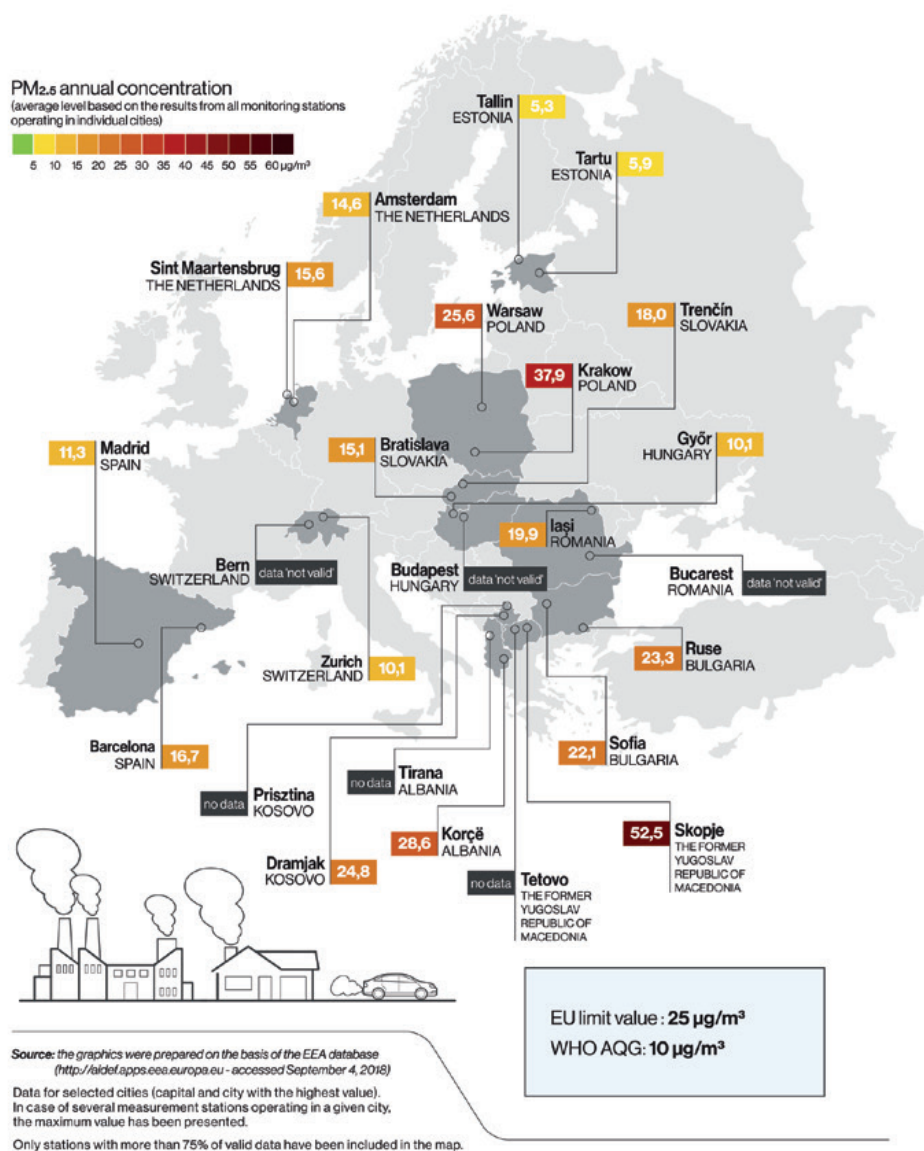 PM2.5 annual concentration
(average level based on the results from all monitoring stations
operating in individual cities)
5 10 15 20 25 30 35 40 45 50 55 60 µg/m³
Tallin
ESTONIA
5,3
Tartu
ESTONIA
5,9
14,6
Amsterdam
THE NETHERLANDS
Sint Maartensbrug
THE NETHERLANDS
15,6
25,6
Warsaw
POLAND
18,0
Trenčín
SLOVAKIA
37,9
Krakow
POLAND
11,3
Madrid
SPAIN
15,1
Bratislava
SLOVAKIA
Győr
HUNGARY
10,1
19,9
Iași
ROMANIA
Bern
SWITZERLAND
data 'not valid'
Budapest
HUNGARY
data 'not valid'
Bucarest
ROMANIA
data 'not valid'
Zurich
SWITZERLAND
10,1
23,3
Ruse
BULGARIA
Barcelona
SPAIN
16,7
22,1
Sofia
BULGARIA
no data
Prisztina
KOSOVO
no data
Tirana
ALBANIA
28,6
Korçë
ALBANIA
52,5
Skopje
THE FORMER
YUGOSLAV
REPUBLIC OF
MACEDONIA
Dramjak
KOSOVO
24,8
no data
Tetovo
THE FORMER
YUGOSLAV
REPUBLIC OF
MACEDONIA
EU limit value : 25 µg/m³
WHO AQG: 10 µg/m³
Source: the graphics were prepared on the basis of the EEA database
(http://aidef.apps.eea.europa.eu - accessed September 4, 2018)
Data for selected cities (capital and city with the highest value).
In case of several measurement stations operating in a given city,
the maximum value has been presented.
Only stations with more than 75% of valid data have been included in the map.